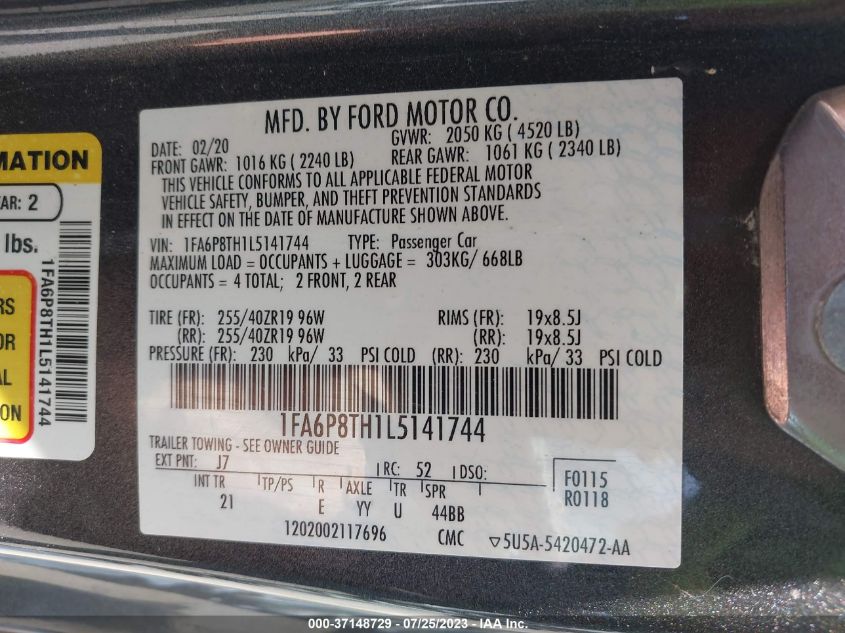 MATION
EAR: 2
lbs.
RS
OR
AL
ON
1FA6P8TH1L5141744
MFD. BY FORD MOTOR CO.
DATE: 02/20 GVWR: 2050 KG ( 4520 LB)
FRONT GAWR: 1016 KG ( 2240 LB) REAR GAWR: 1061 KG ( 2340 LB)
THIS VEHICLE CONFORMS TO ALL APPLICABLE FEDERAL MOTOR
VEHICLE SAFETY, BUMPER, AND THEFT PREVENTION STANDARDS
IN EFFECT ON THE DATE OF MANUFACTURE SHOWN ABOVE.
VIN: 1FA6P8TH1L5141744 TYPE: Passenger Car
MAXIMUM LOAD = OCCUPANTS + LUGGAGE = 303KG/ 668LB
OCCUPANTS = 4 TOTAL; 2 FRONT, 2 REAR
TIRE (FR): 255/40ZR19 96W RIMS (FR): 19x8.5J
(RR): 255/40ZR19 96W (RR): 19x8.5J
PRESSURE (FR): 230 kPa/ 33 PSI COLD (RR): 230 kPa/ 33 PSI COLD
1FA6P8TH1L5141744
TRAILER TOWING - SEE OWNER GUIDE
EXT PNT: J7 RC: 52 DSO: F0115
INT TR TP/PS R AXLE TR SPR R0118
21 E YY U 44BB
1202002117696 CMC ▽5U5A-5420472-AA
000-37148729 - 07/25/2023 - IAA Inc.